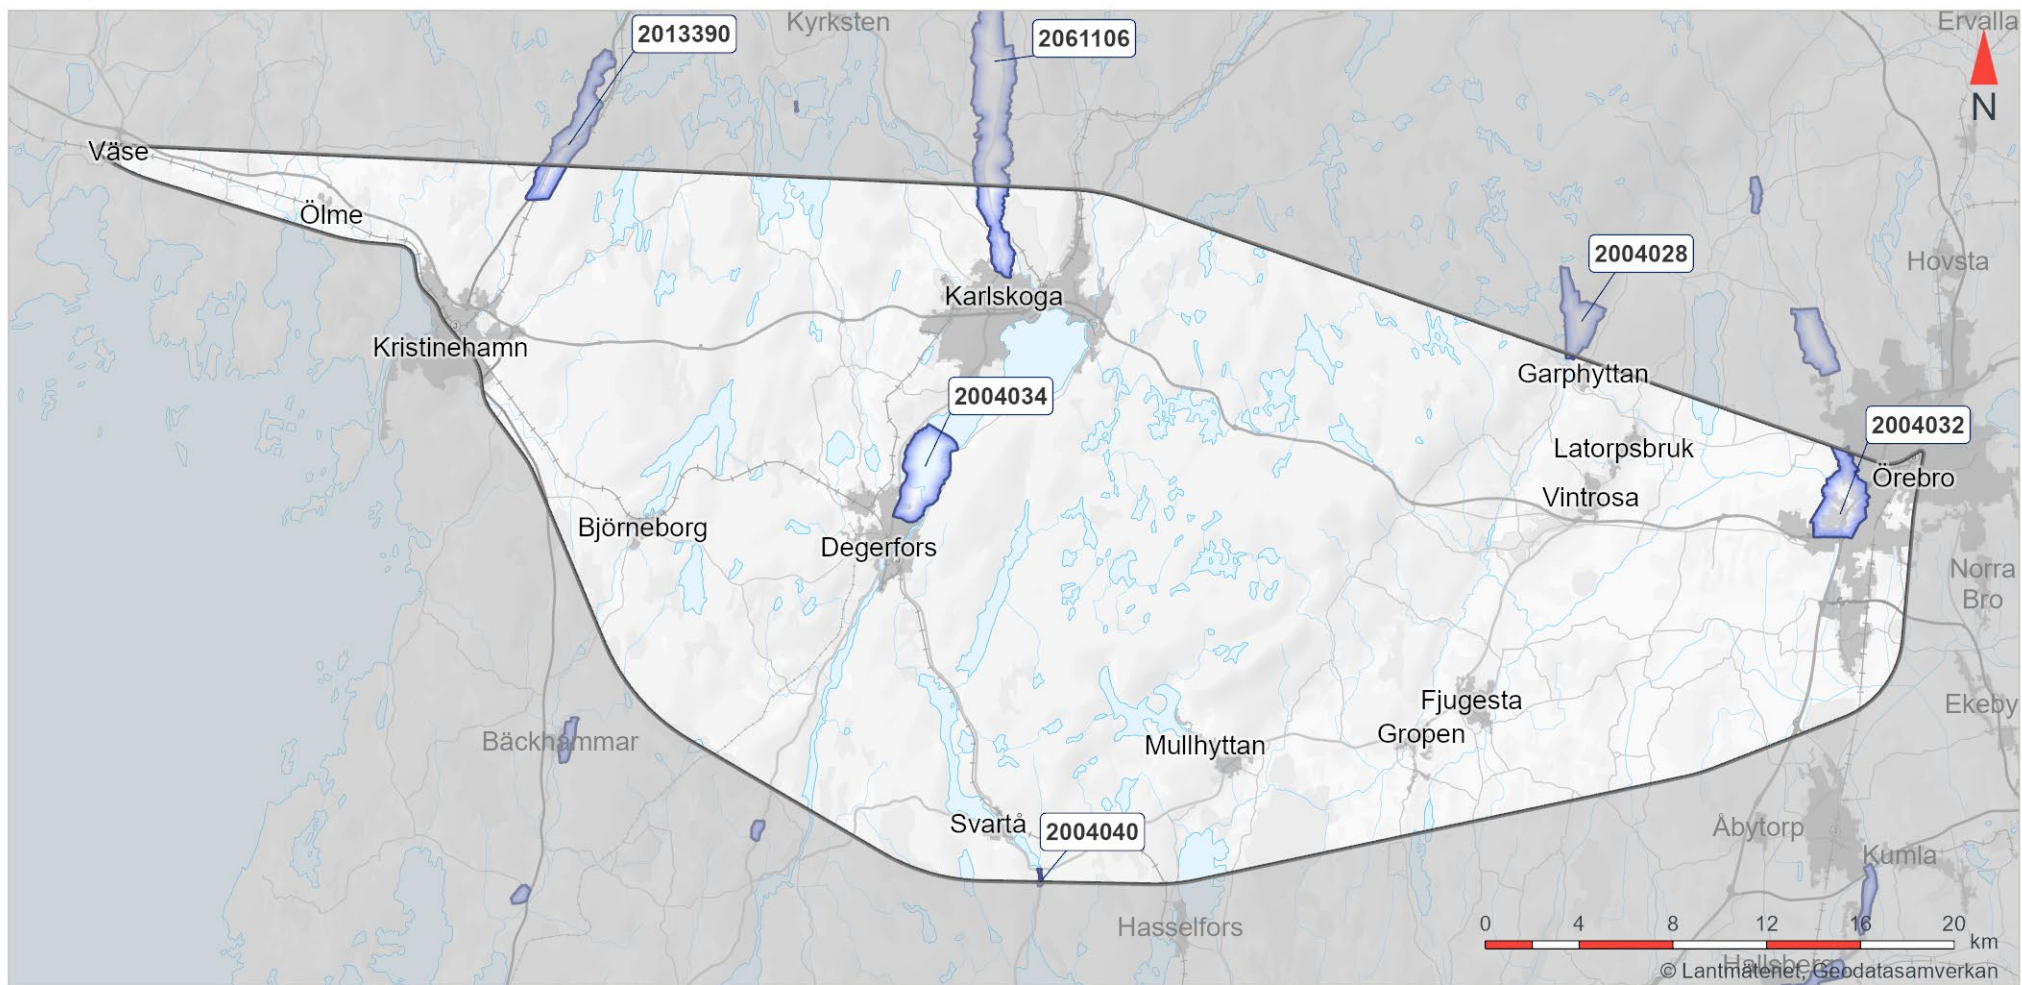 Kyrksten
Ervalla
2013390
2061106
N
Väse
Ölme
2004028
Hovsta
Karlskoga
Kristinehamn
Garphyttan
2004034
2004032
Latorpsbruk
Örebro
Vintrosa
Björneborg
Degerfors
Norra
Bro
Fjugesta
Ekeby
Gropen
Bäckhammar
Mullhyttan
Svartå
2004040
Åbytorp
Kumla
Hasselfors
0 4 8 12 16 20
km
Hallsberg
© Lantmäteriet, Geodatasamverkan